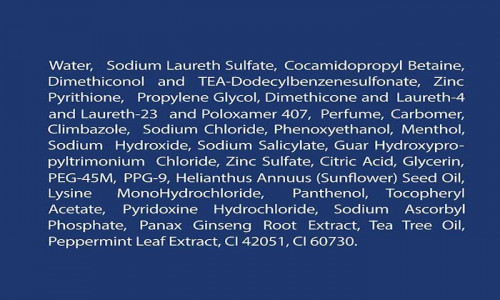 Water, Sodium Laureth Sulfate, Cocamidopropyl Betaine,
Dimethiconol and TEA-Dodecylbenzenesulfonate, Zinc
Pyrithione, Propylene Glycol, Dimethicone and Laureth-4
and Laureth-23 and Poloxamer 407, Perfume, Carbomer,
Climbazole, Sodium Chloride, Phenoxyethanol, Menthol,
Sodium Hydroxide, Sodium Salicylate, Guar Hydroxypro-
pyltrimonium Chloride, Zinc Sulfate, Citric Acid, Glycerin,
PEG-45M, PPG-9, Helianthus Annuus (Sunflower) Seed Oil,
Lysine MonoHydrochloride, Panthenol, Tocopheryl
Acetate, Pyridoxine Hydrochloride, Sodium Ascorbyl
Phosphate, Panax Ginseng Root Extract, Tea Tree Oil,
Peppermint Leaf Extract, CI 42051, CI 60730.